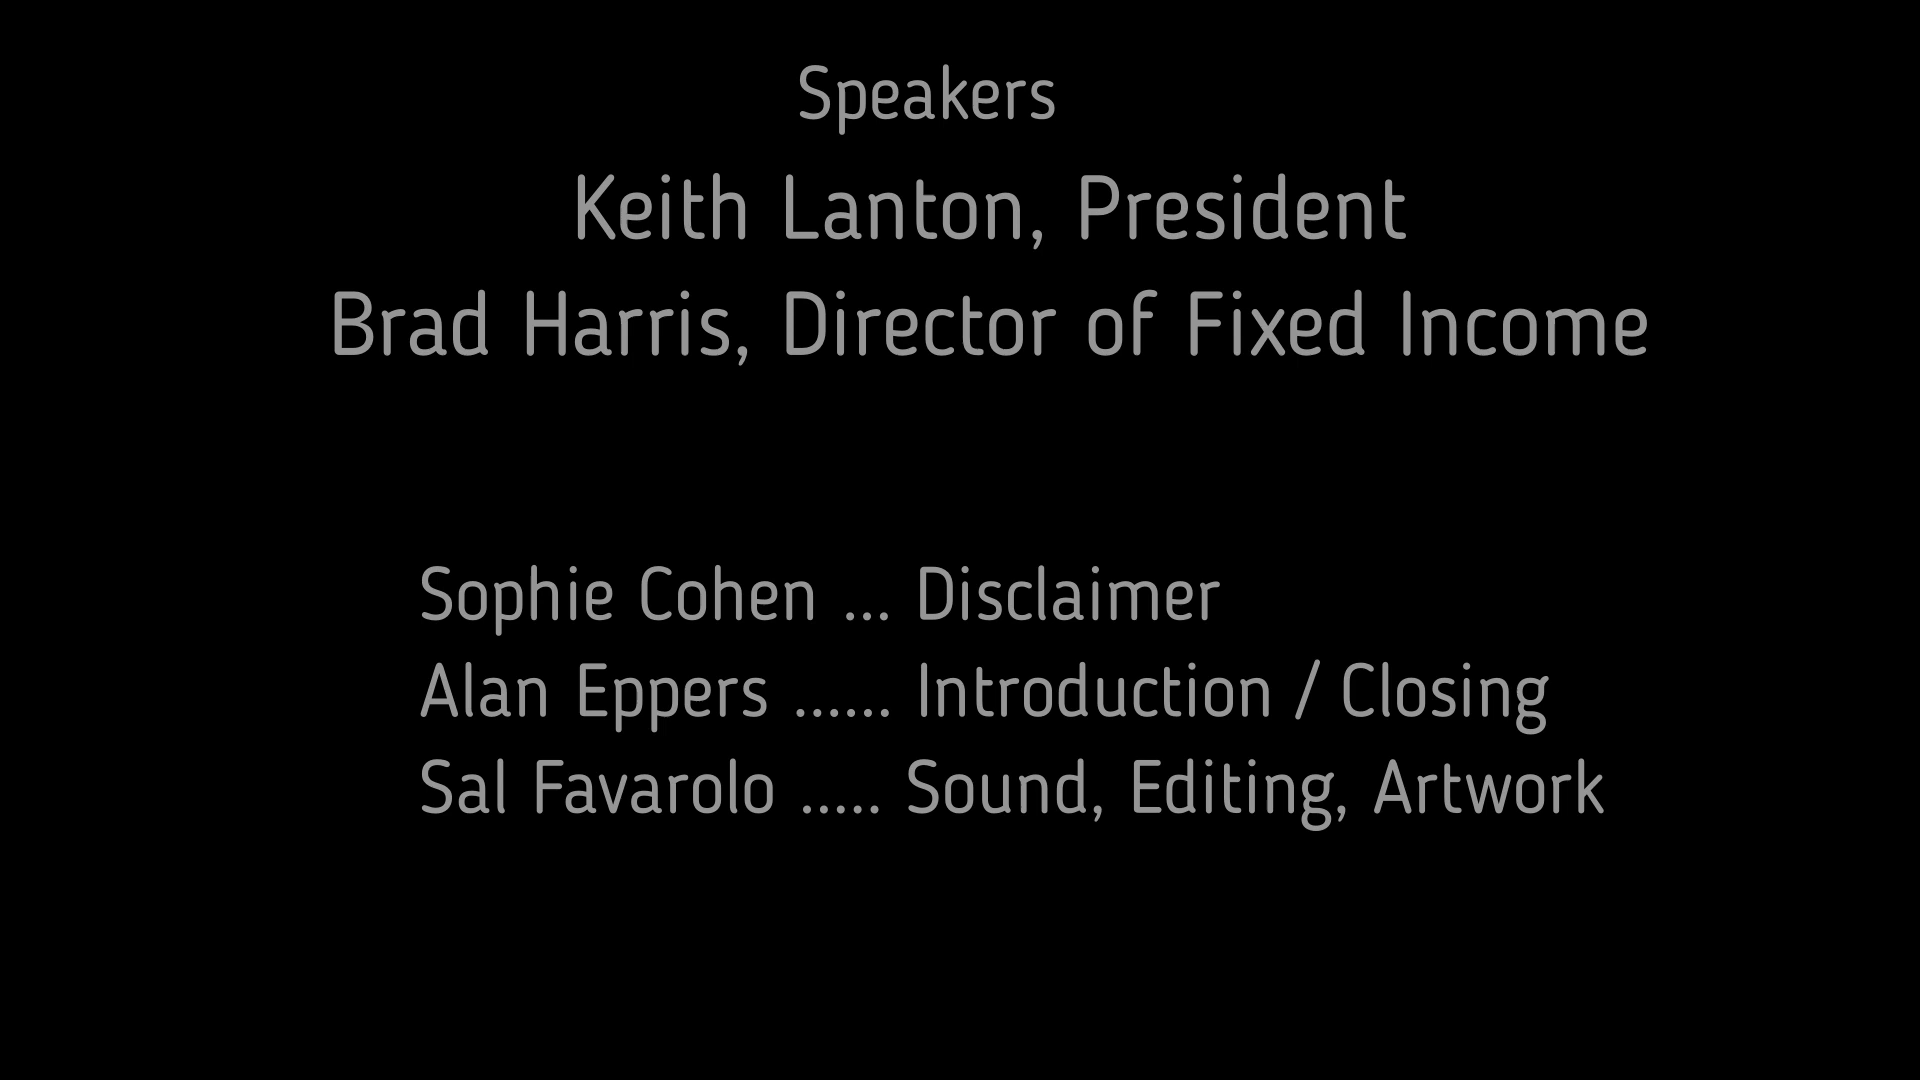 Speakers
Keith Lanton, President
Brad Harris, Director of Fixed Income
Sophie Cohen ... Disclaimer
Alan Eppers ...... Introduction / Closing
Sal Favarolo ..... Sound, Editing, Artwork